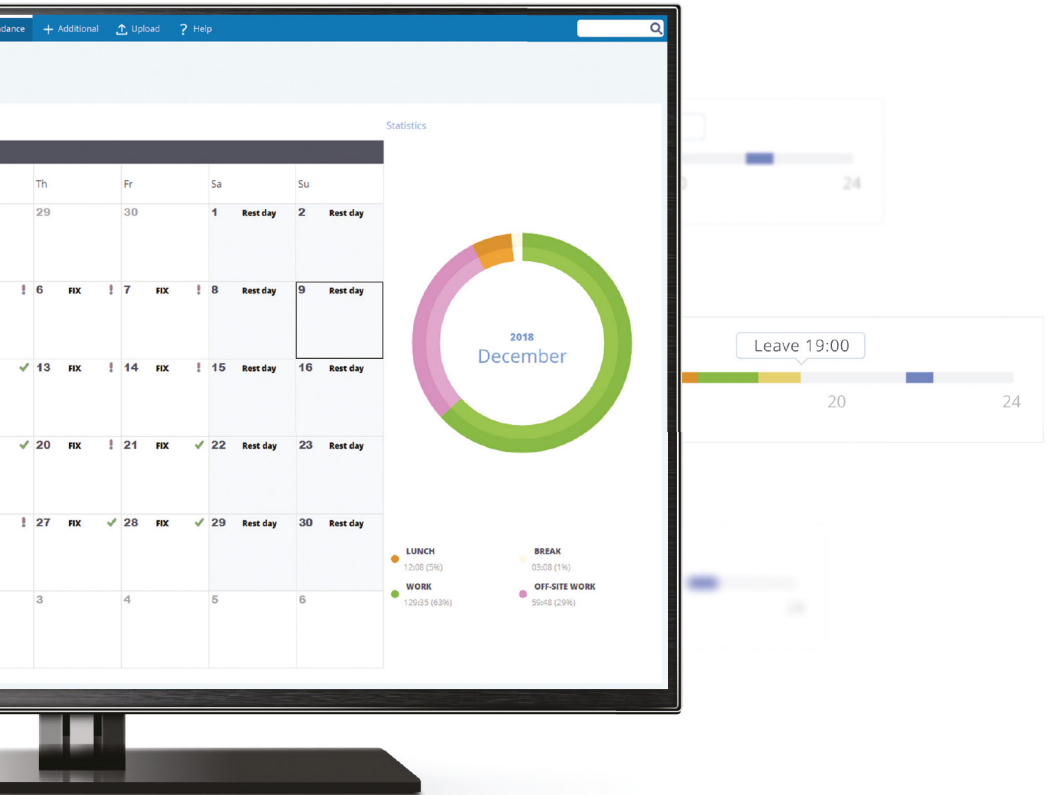 dance + Additional Upload ? Help
Statistics
Th Fr Sa Su
29 30 1 Rest day 2 Rest day
! 6 FIX ! 7 FIX ! 8 Rest day 9 Rest day
13 FIX ! 14 FIX ! 15 Rest day 16 Rest day
20 FIX ! 21 FIX 22 Rest day 23 Rest day
! 27 FIX 28 FIX 29 Rest day 30 Rest day
3 4 5 6
2018
December
LUNCH
12:08 (5%)
BREAK
03:08 (1%)
WORK
129:35 (63%)
OFF-SITE WORK
59:48 (29%)
24
Leave 19:00
20 24